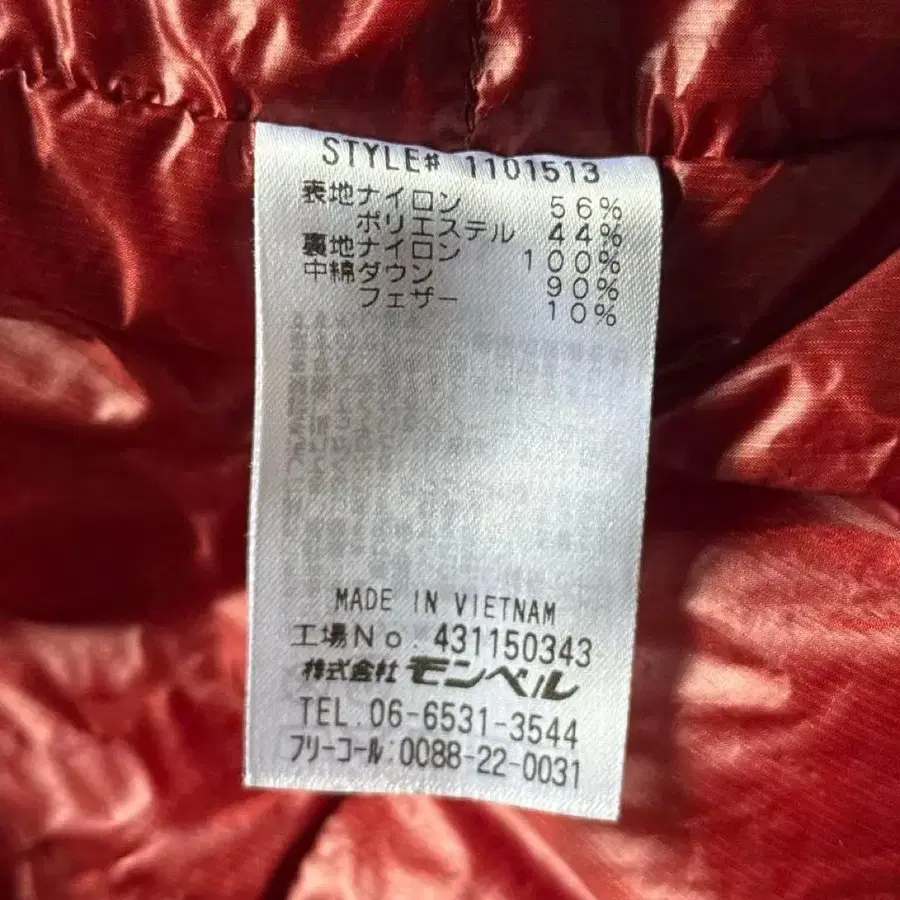 STYLE# 1101513
表地ナイロン 56%
ポリエステル 44%
裏地ナイロン 100%
中綿ダウン 90%
フェザー 10%
MADE IN VIETNAM
工場No. 431150343
株式会社 モンベル
TEL.06-6531-3544
フリーコール:0088-22-0031